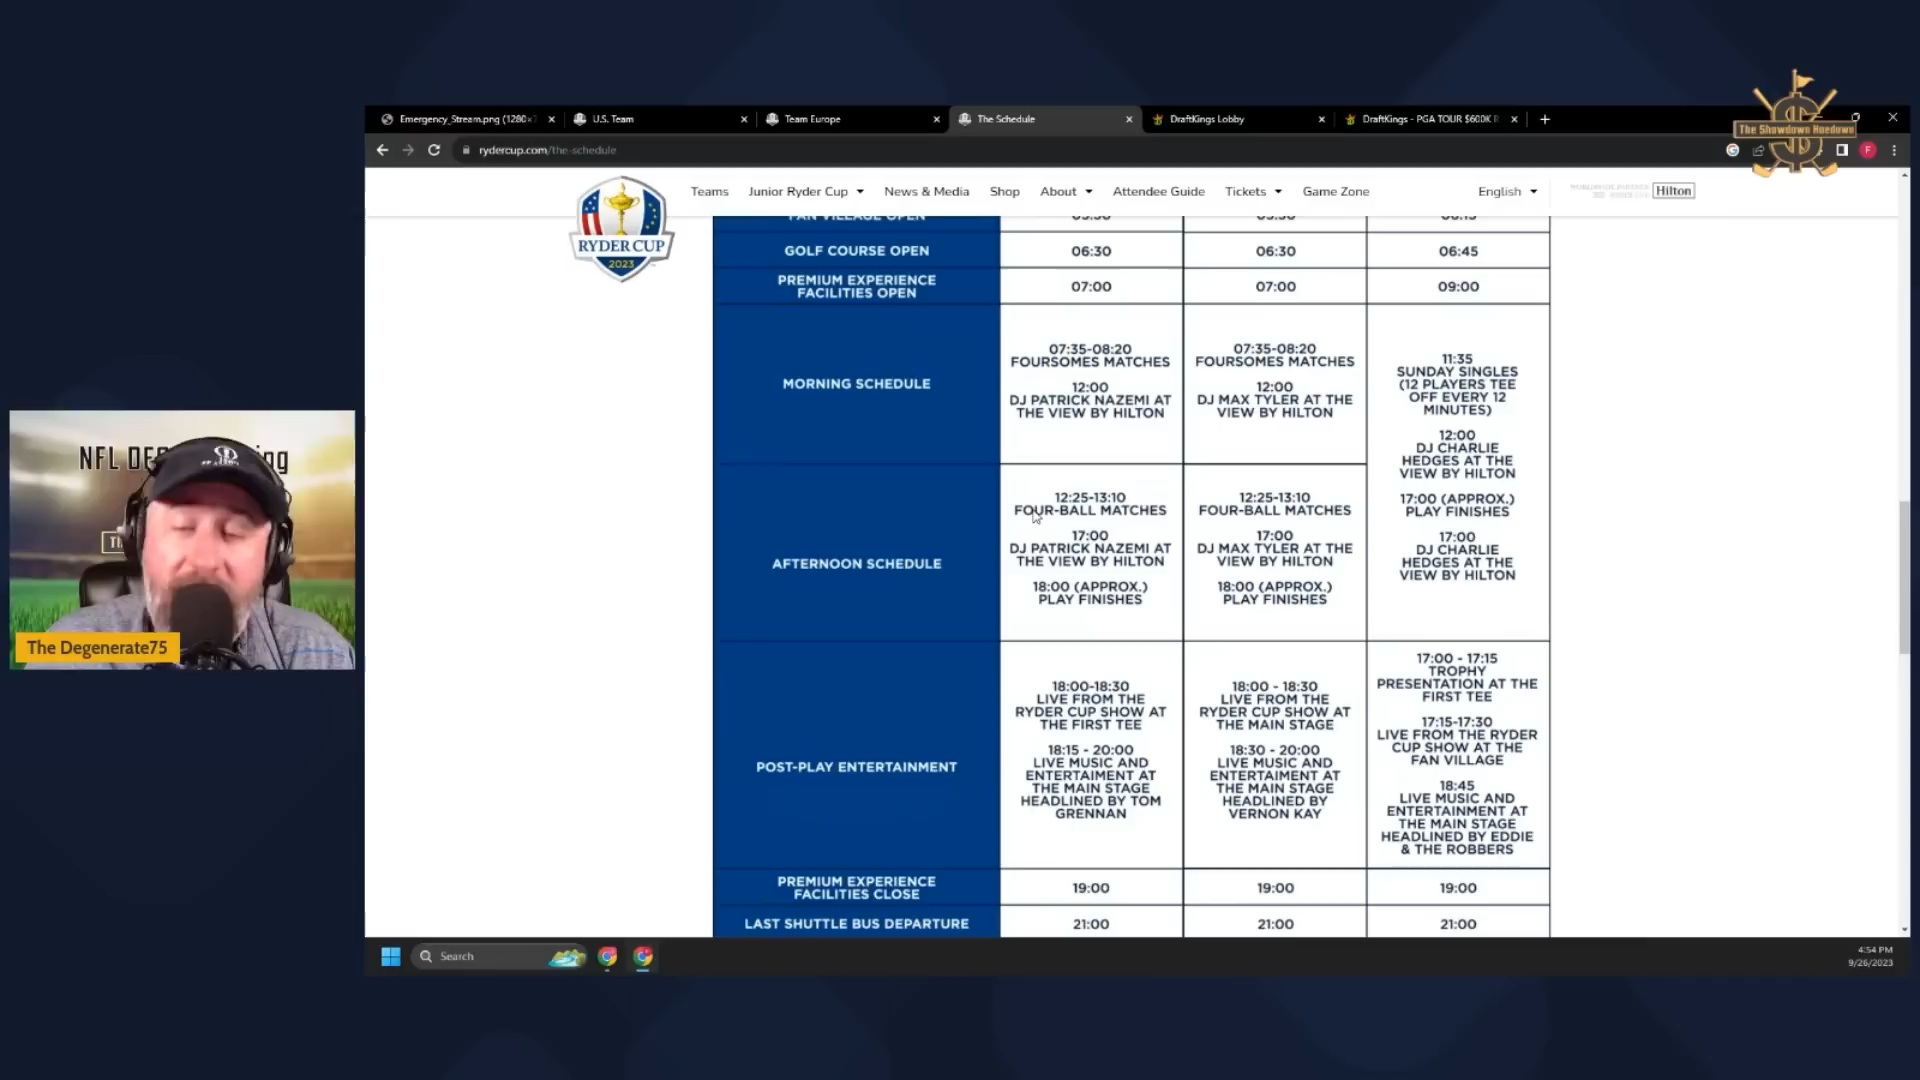 Emergency_Stream.png (1280×
U.S. Team
Team Europe
The Schedule
DraftKings Lobby
DraftKings - PGA TOUR $600K
The Showdown Hoedown
rydercup.com/the-schedule
F
RYDER CUP
2023
Teams
Junior Ryder Cup
News & Media
Shop
About
Attendee Guide
Tickets
Game Zone
English
Hilton
FAN VILLAGE OPEN
05:30
05:30
06:15
GOLF COURSE OPEN
06:30
06:30
06:45
PREMIUM EXPERIENCE
FACILITIES OPEN
07:00
07:00
09:00
MORNING SCHEDULE
07:35-08:20
FOURSOMES MATCHES
12:00
DJ PATRICK NAZEMI AT
THE VIEW BY HILTON
07:35-08:20
FOURSOMES MATCHES
12:00
DJ MAX TYLER AT THE
VIEW BY HILTON
11:35
SUNDAY SINGLES
(12 PLAYERS TEE
OFF EVERY 12
MINUTES)
12:00
DJ CHARLIE
HEDGES AT THE
VIEW BY HILTON
17:00 (APPROX.)
PLAY FINISHES
17:00
DJ CHARLIE
HEDGES AT THE
VIEW BY HILTON
AFTERNOON SCHEDULE
12:25-13:10
FOUR-BALL MATCHES
17:00
DJ PATRICK NAZEMI AT
THE VIEW BY HILTON
18:00 (APPROX.)
PLAY FINISHES
12:25-13:10
FOUR-BALL MATCHES
17:00
DJ MAX TYLER AT THE
VIEW BY HILTON
18:00 (APPROX.)
PLAY FINISHES
POST-PLAY ENTERTAINMENT
18:00-18:30
LIVE FROM THE
RYDER CUP SHOW AT
THE FIRST TEE
18:15 - 20:00
LIVE MUSIC AND
ENTERTAIMENT AT
THE MAIN STAGE
HEADLINED BY TOM
GRENNAN
18:00 - 18:30
LIVE FROM THE
RYDER CUP SHOW AT
THE MAIN STAGE
18:30 - 20:00
LIVE MUSIC AND
ENTERTAIMENT AT
THE MAIN STAGE
HEADLINED BY
VERNON KAY
17:00 - 17:15
TROPHY
PRESENTATION AT THE
FIRST TEE
17:15-17:30
LIVE FROM THE RYDER
CUP SHOW AT THE
FAN VILLAGE
18:45
LIVE MUSIC AND
ENTERTAINMENT AT
THE MAIN STAGE
HEADLINED BY EDDIE
& THE ROBBERS
PREMIUM EXPERIENCE
FACILITIES CLOSE
19:00
19:00
19:00
LAST SHUTTLE BUS DEPARTURE
21:00
21:00
21:00
NFL
The Degenerate75
Search
4:54 PM
9/26/2023